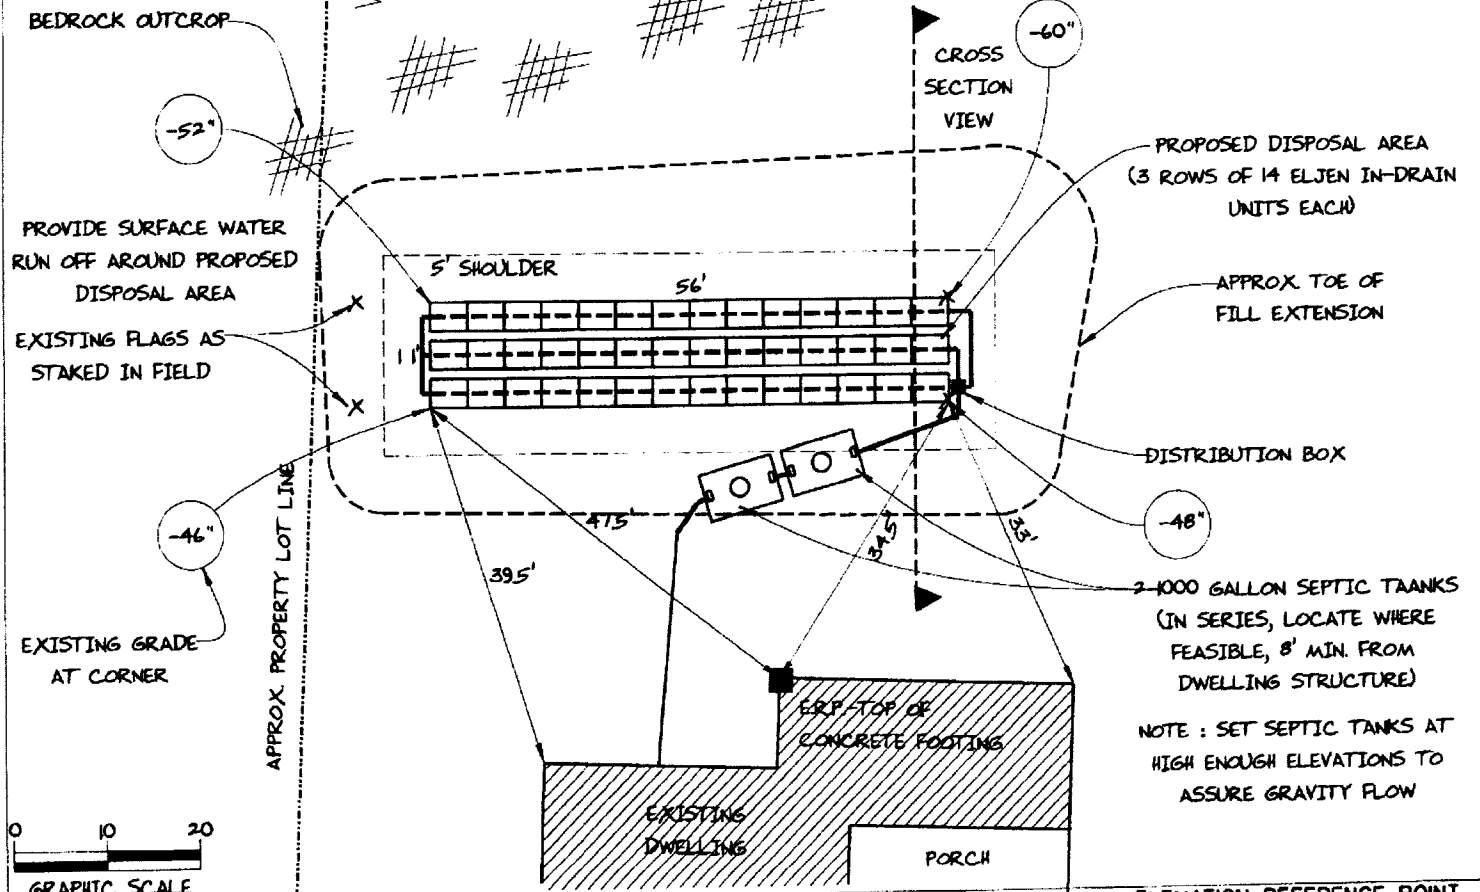 BEDROCK OUTCROP
-60"
CROSS
SECTION
VIEW
-52"
PROPOSED DISPOSAL AREA
(3 ROWS OF 14 ELJEN IN-DRAIN
UNITS EACH)
PROVIDE SURFACE WATER
RUN OFF AROUND PROPOSED
DISPOSAL AREA
5' SHOULDER
56'
APPROX. TOE OF
FILL EXTENSION
EXISTING FLAGS AS
STAKED IN FIELD
11'
DISTRIBUTION BOX
-46"
-48"
APPROX. PROPERTY LOT LINE
47.5'
34.5'
33'
39.5'
2-1000 GALLON SEPTIC TAANKS
(IN SERIES, LOCATE WHERE
FEASIBLE, 8' MIN. FROM
DWELLING STRUCTURE)
EXISTING GRADE
AT CORNER
NOTE : SET SEPTIC TANKS AT
HIGH ENOUGH ELEVATIONS TO
ASSURE GRAVITY FLOW
E.R.P.-TOP OF
CONCRETE FOOTING
EXISTING
DWELLING
PORCH
0 10 20
GRAPHIC SCALE
ELEVATION REFERENCE POINT